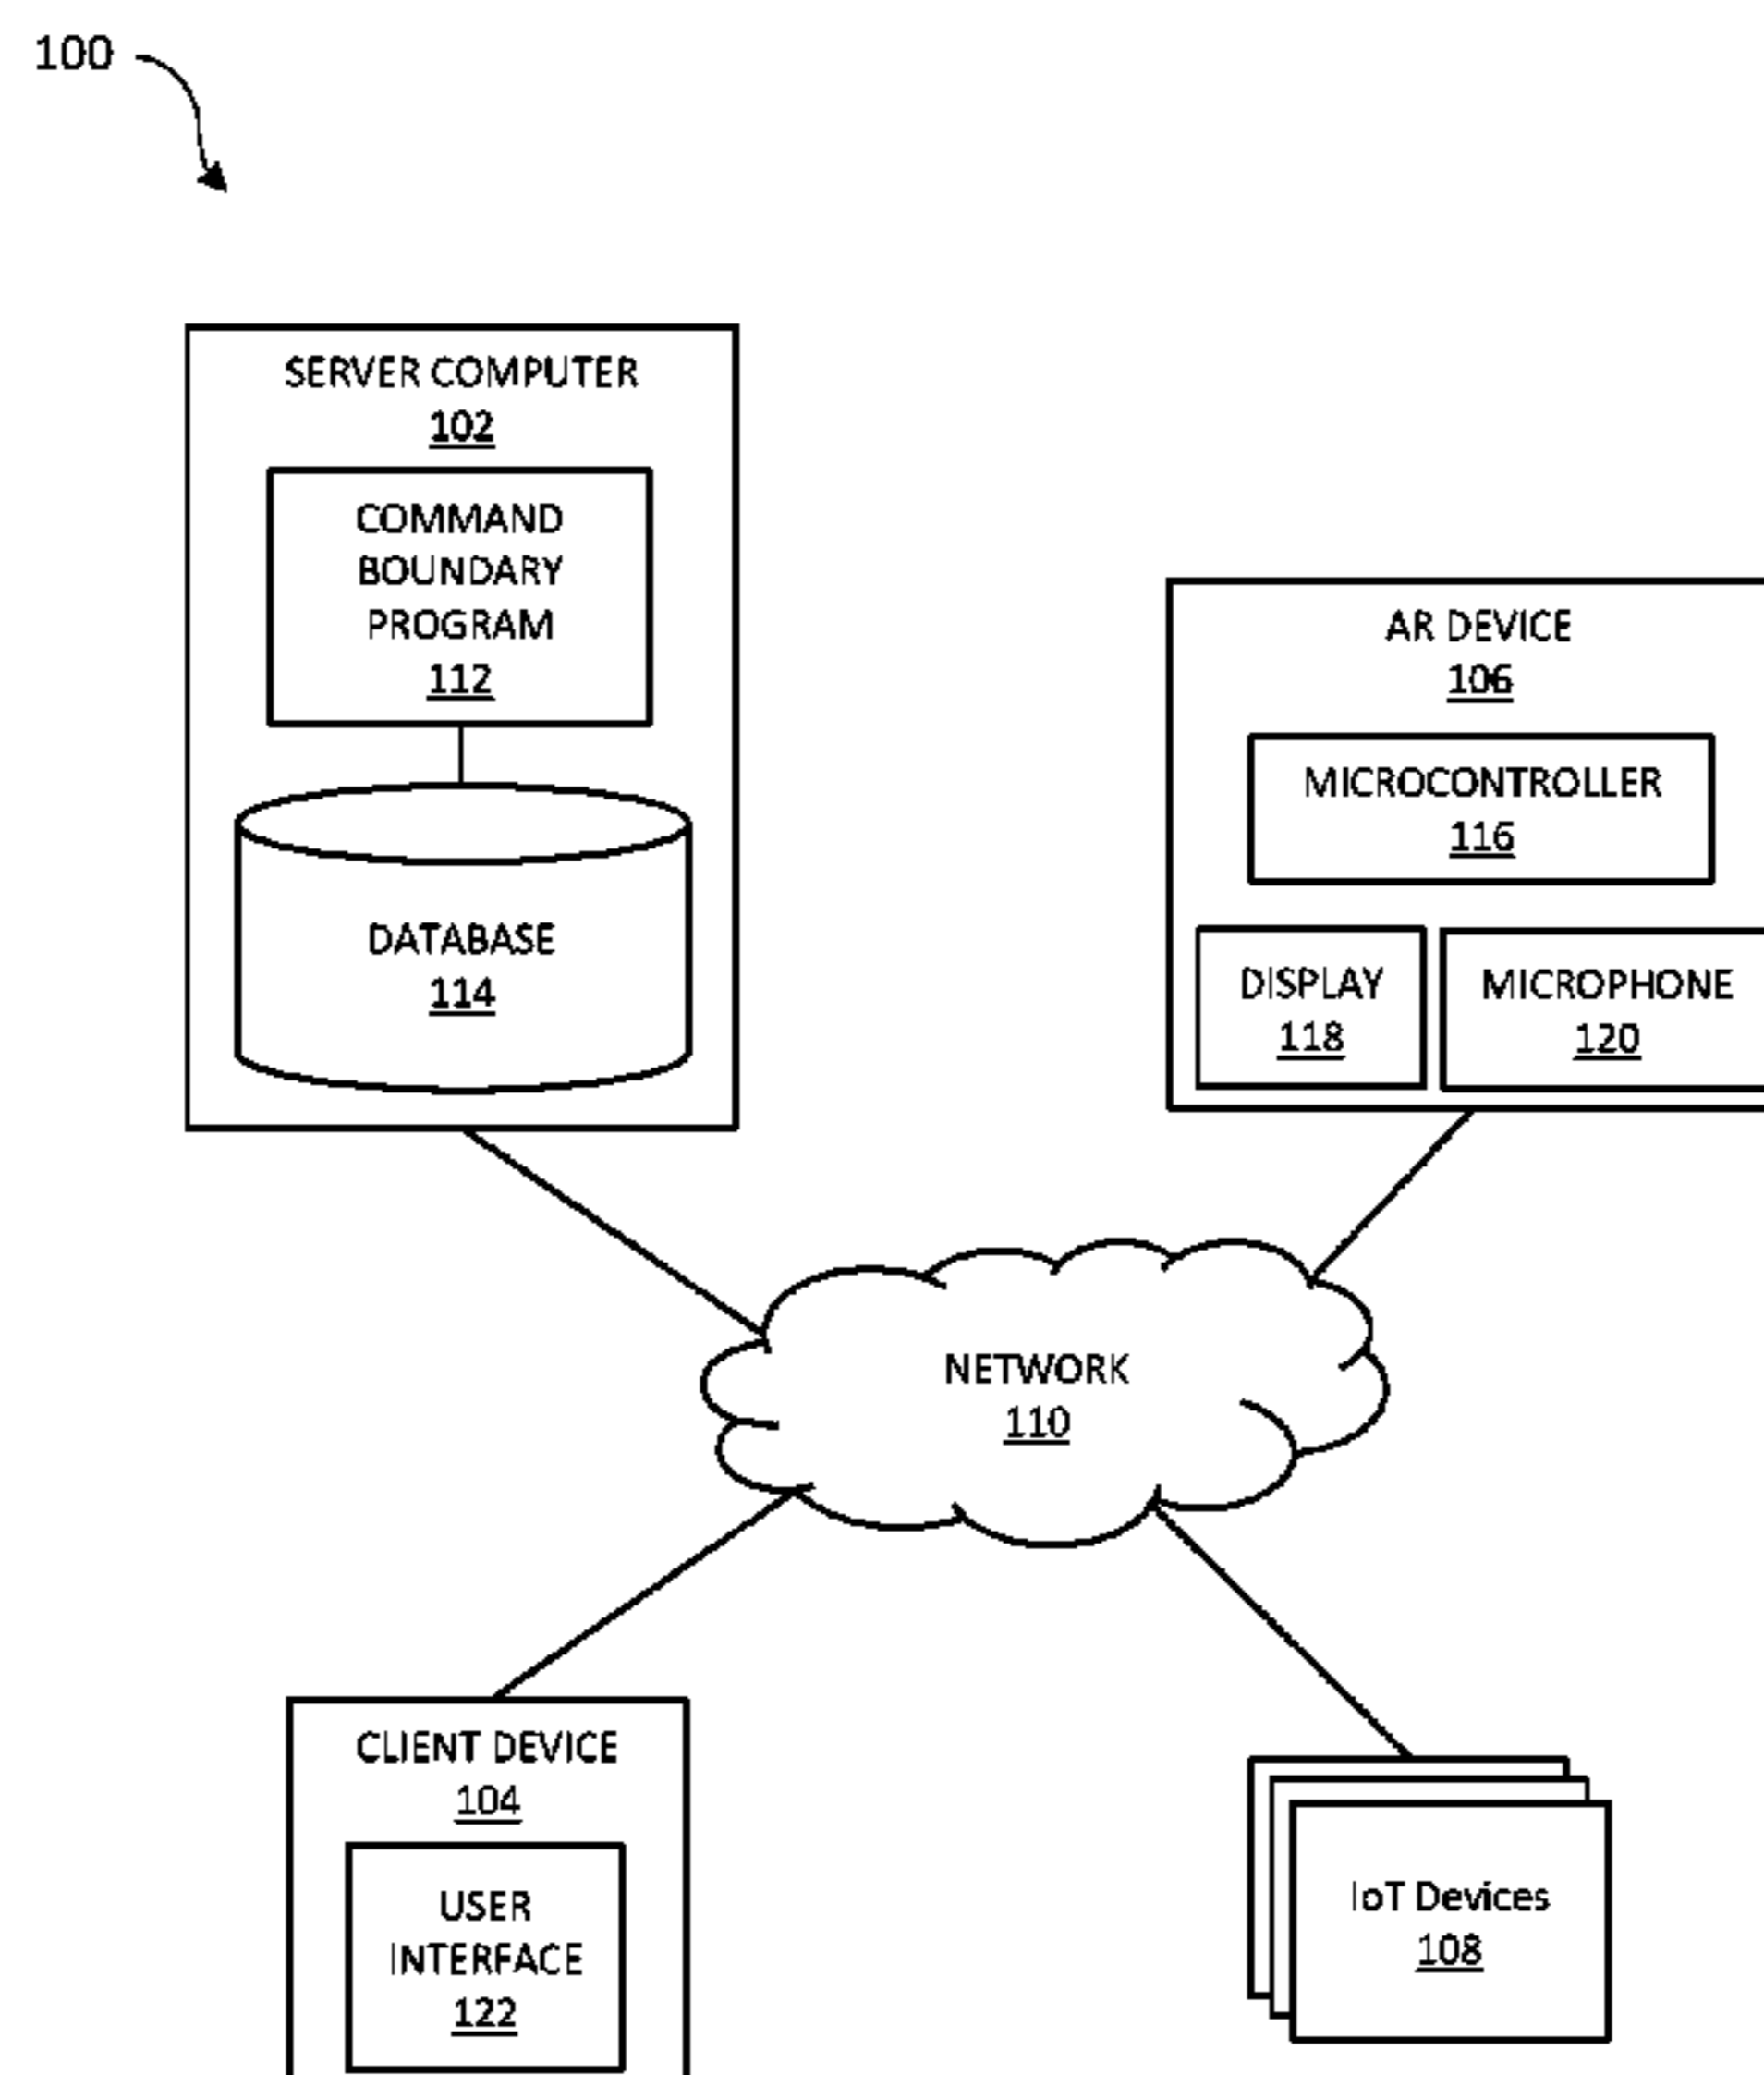 100
SERVER COMPUTER
102
COMMAND
BOUNDARY
PROGRAM
112
DATABASE
114
AR DEVICE
106
MICROCONTROLLER
116
DISPLAY
118
MICROPHONE
120
NETWORK
110
CLIENT DEVICE
104
USER
INTERFACE
122
IoT Devices
108